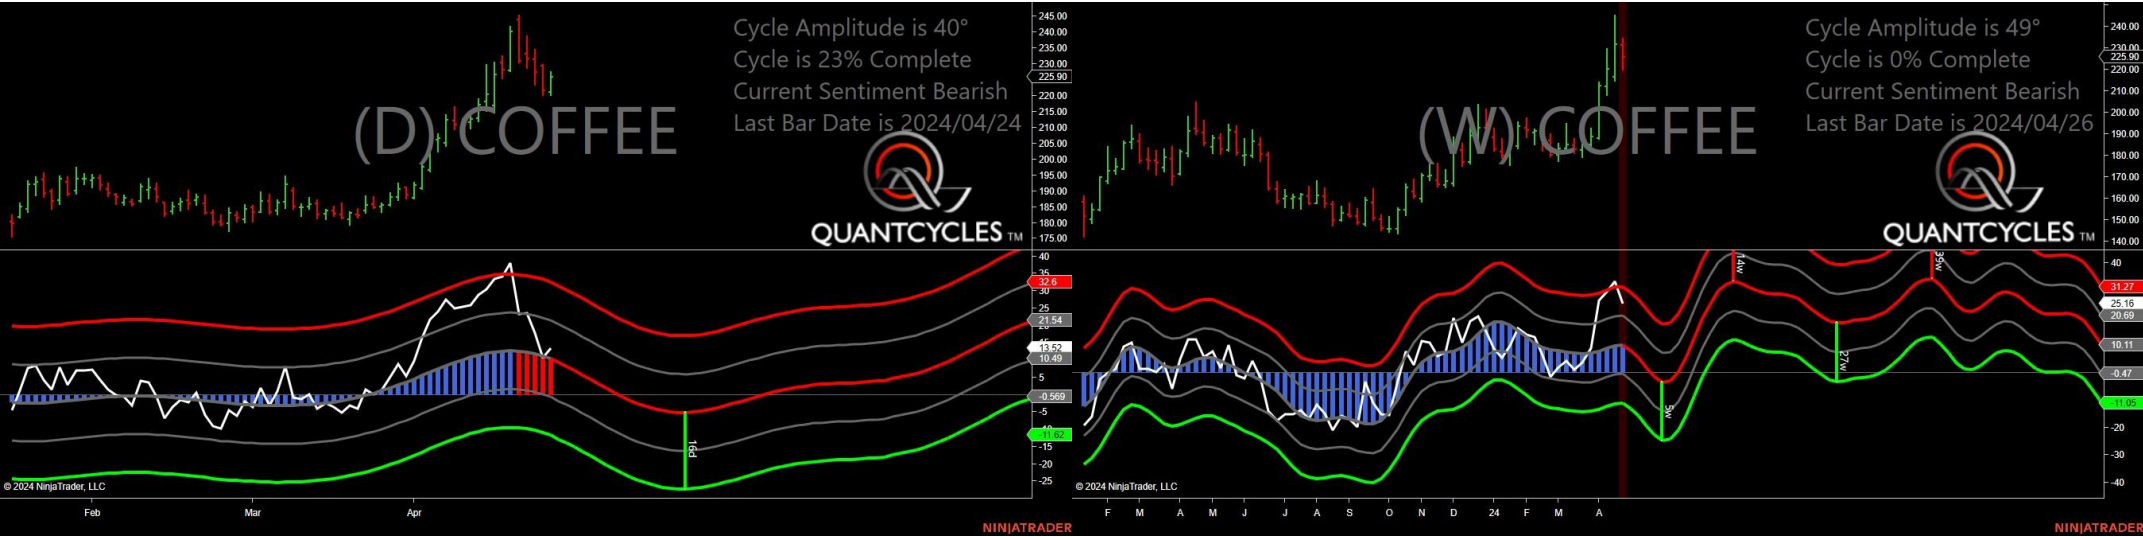 Cycle Amplitude is 40°
Cycle is 23% Complete
Current Sentiment Bearish
Last Bar Date is 2024/04/24
(D) COFFEE
QUANTCYCLES TM
245.00
240.00
235.00
230.00
225.90
220.00
215.00
210.00
205.00
200.00
195.00
190.00
185.00
180.00
175.00
40
35
32.6
30
25
21.54
13.52
10.49
5
-0.569
-5
-11.62
-15
-20
-25
16d
© 2024 NinjaTrader, LLC
Feb Mar Apr
NINJATRADER
Cycle Amplitude is 49°
Cycle is 0% Complete
Current Sentiment Bearish
Last Bar Date is 2024/04/26
(W) COFFEE
QUANTCYCLES TM
240.00
230.00
225.90
220.00
210.00
200.00
190.00
180.00
170.00
160.00
150.00
140.00
14w
39w
40
31.27
25.16
20.69
10.11
-0.47
-11.05
-20
-30
-40
27w
5w
© 2024 NinjaTrader, LLC
F M A M J J A S O N D 24 F M A
NINJATRADER